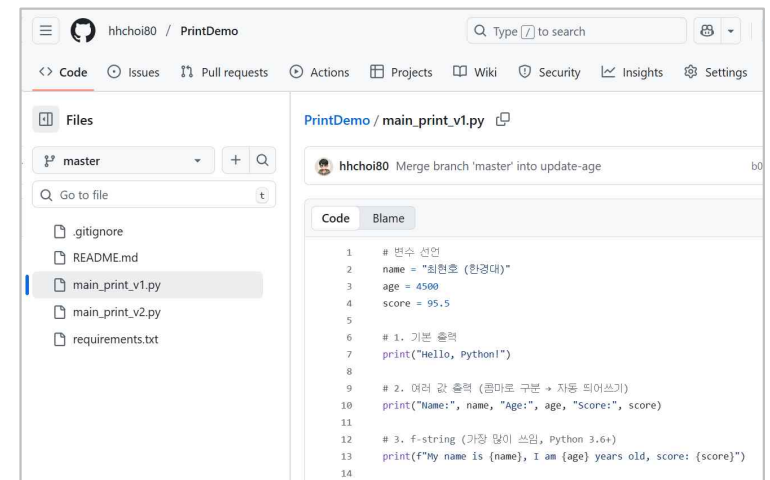 hhchoi80 / PrintDemo
Type / to search
Code Issues Pull requests Actions Projects Wiki Security Insights Settings
Files
master
Go to file t
.gitignore
README.md
main_print_v1.py
main_print_v2.py
requirements.txt
PrintDemo / main_print_v1.py
hhchoi80 Merge branch 'master' into update-age b0
Code Blame
1 # 변수 선언
2 name = "최현호 (한경대)"
3 age = 4500
4 score = 95.5
5
6 # 1. 기본 출력
7 print("Hello, Python!")
8
9 # 2. 여러 값 출력 (콤마로 구분 → 자동 띄어쓰기)
10 print("Name:", name, "Age:", age, "Score:", score)
11
12 # 3. f-string (가장 많이 쓰임, Python 3.6+)
13 print(f"My name is {name}, I am {age} years old, score: {score}")
14